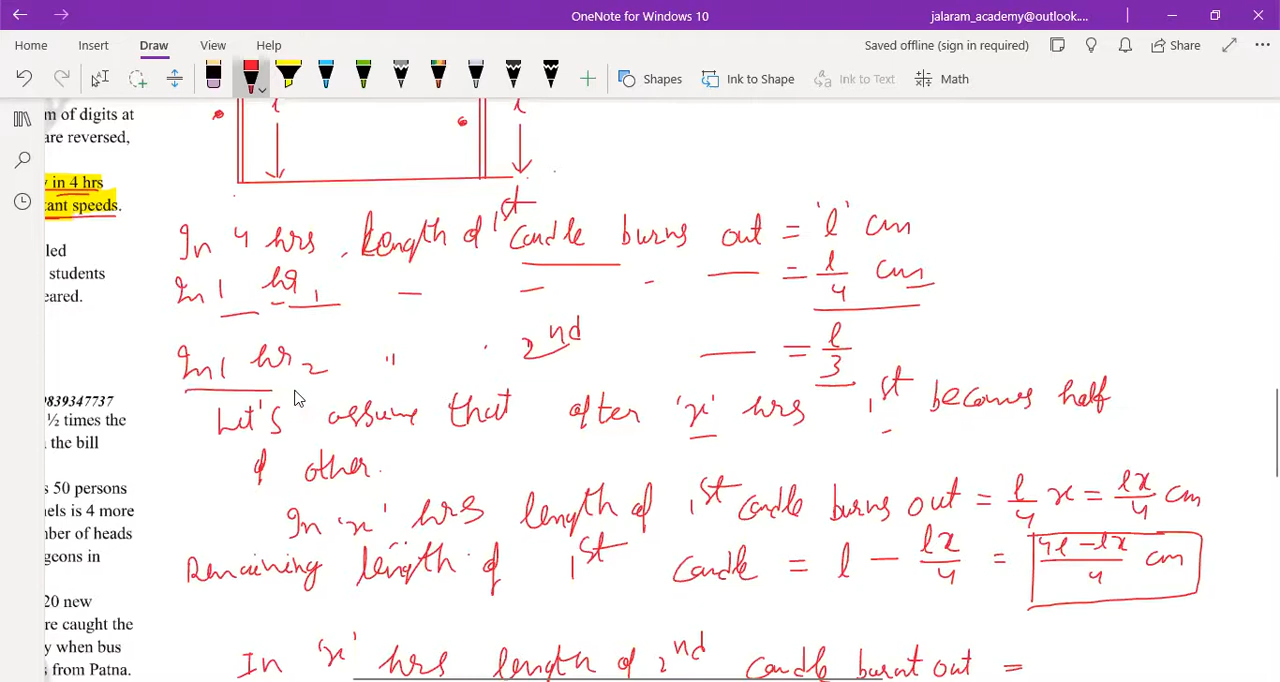 OneNote for Windows 10
jalaram_academy@outlook....
Home Insert Draw View Help
Saved offline (sign in required) Share
Shapes Ink to Shape Ink to Text Math
m of digits at
are reversed,
in 4 hrs
tant speeds.
led
students
eared.
9839347737
½ times the
the bill
s 50 persons
nels is 4 more
nber of heads
geons in
20 new
re caught the
y when bus
s from Patna.
l l
In 4 hrs, Length of 1st candle burns out = 'l' cm
In 1 hr, — — - — = l/4 cm
In 1 hr, " 2nd — = l/3
Let's assume that after 'x' hrs 1st becomes half
of other.
In 'x' hrs length of 1st candle burns out = l/4 x = lx/4 cm
Remaining length of 1st candle = l - lx/4 = 4l-lx/4 cm
In 'x' hrs length of 2nd candle burnt out =